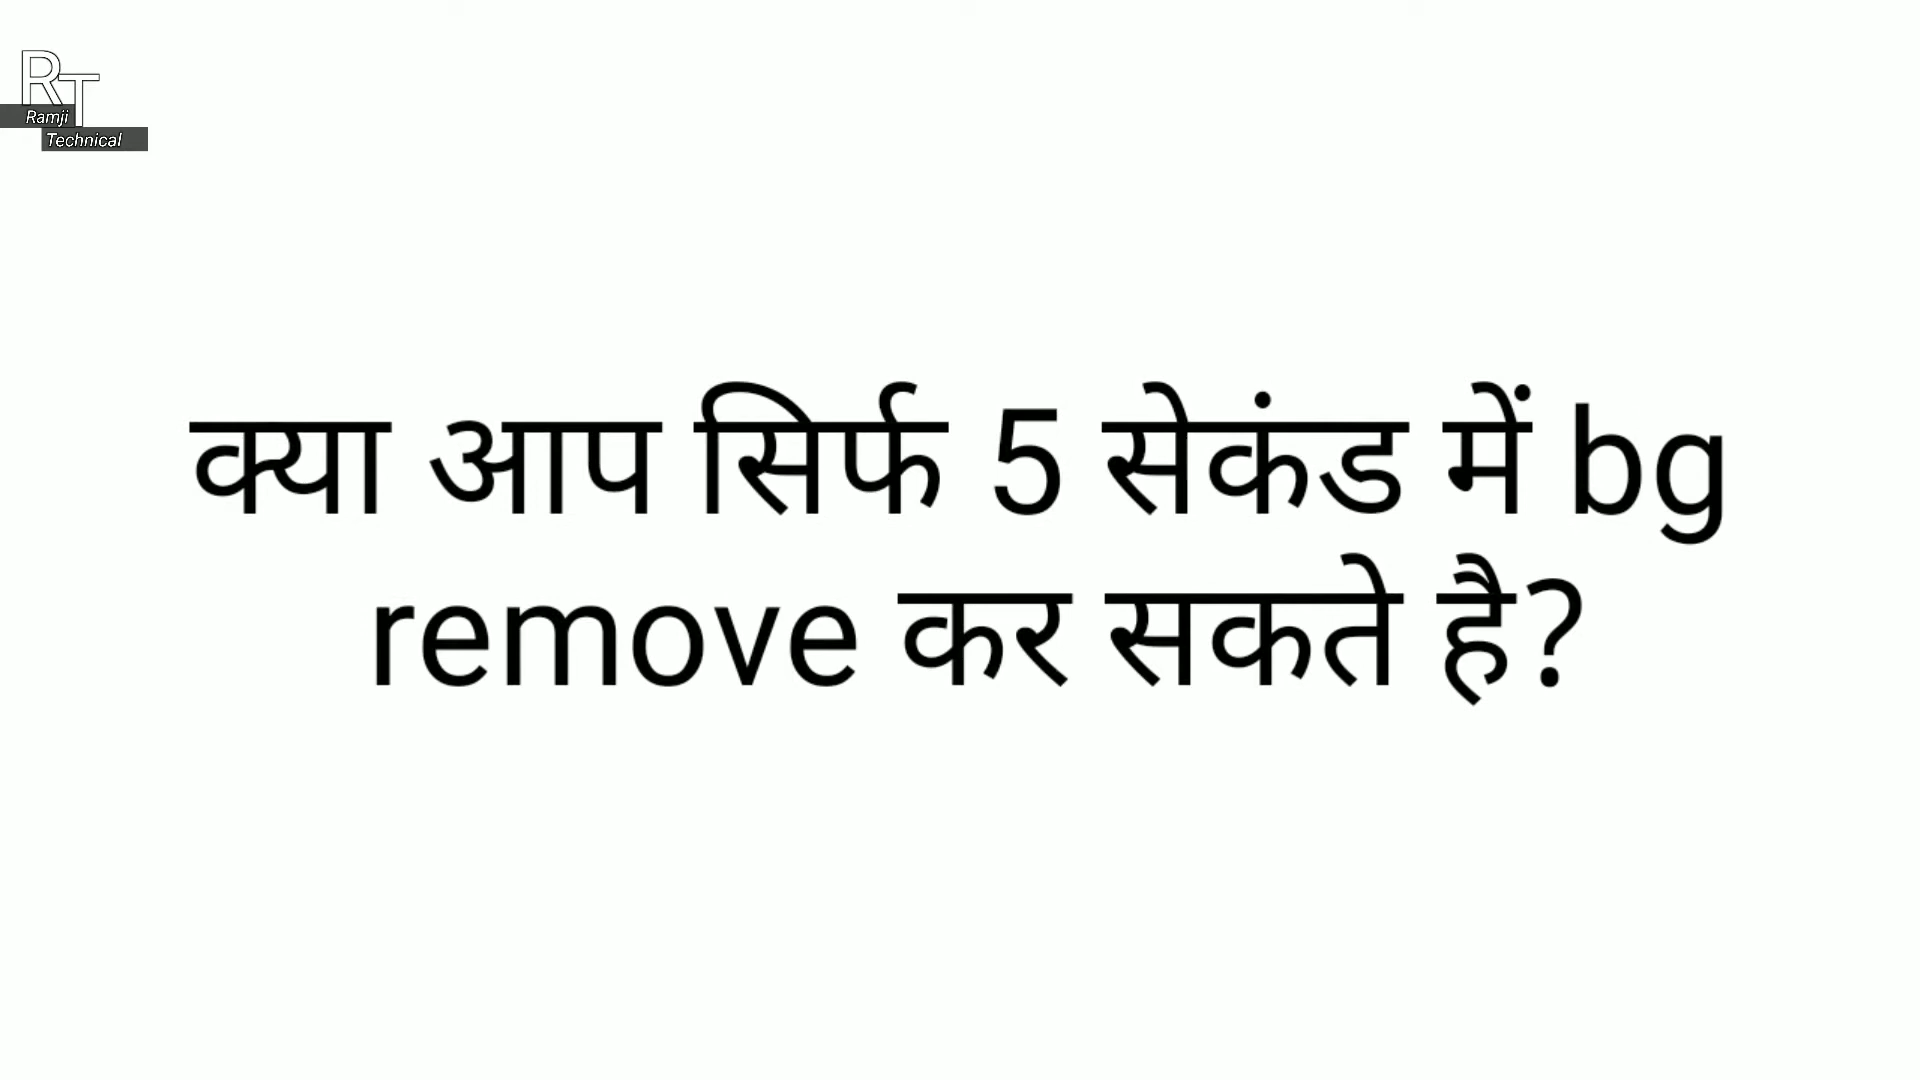 RT
Ramji
Technical
क्या आप सिर्फ 5 सेकंड में bg
remove कर सकते है?